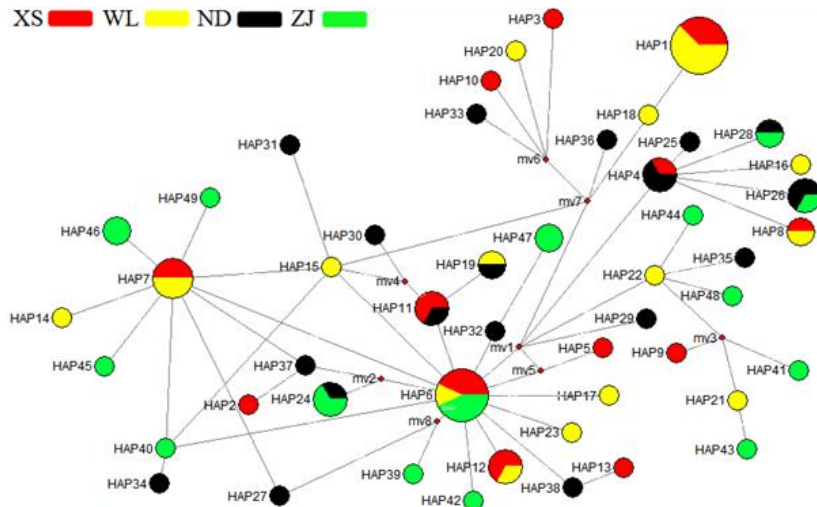 XS WL ND ZJ
HAP3
HAP1
HAP20
HAP10
HAP33
HAP18
HAP36
HAP25
HAP28
HAP31
mv6
HAP4
HAP16
mv7
HAP26
HAP49
HAP44
HAP46
HAP30
HAP47
HAP8
HAP7
HAP15
HAP19
HAP35
mv4
HAP22
HAP11
HAP48
HAP14
HAP32
HAP29
mv3
mv1
HAP5
HAP9
HAP45
HAP37
mv5
HAP41
mv2
HAP2
HAP24
HAP6
HAP17
HAP21
mv8
HAP23
HAP40
HAP43
HAP12
HAP13
HAP34
HAP39
HAP27
HAP42
HAP38